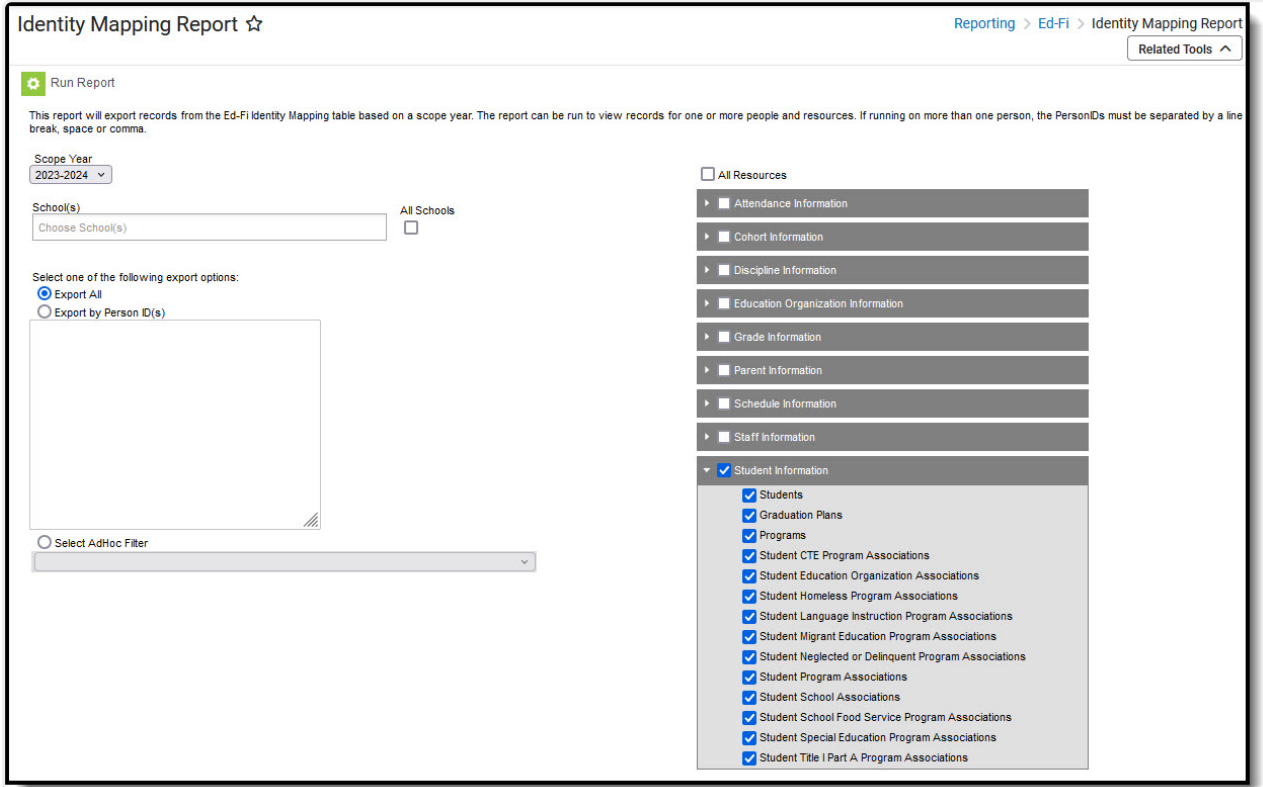 Identity Mapping Report
Reporting > Ed-Fi > Identity Mapping Report
Related Tools
Run Report
This report will export records from the Ed-Fi Identity Mapping table based on a scope year. The report can be run to view records for one or more people and resources. If running on more than one person, the PersonIDs must be separated by a line
break, space or comma.
Scope Year
2023-2024
School(s)
Choose School(s)
All Schools
Select one of the following export options:
Export All
Export by Person ID(s)
Select AdHoc Filter
All Resources
Attendance Information
Cohort Information
Discipline Information
Education Organization Information
Grade Information
Parent Information
Schedule Information
Staff Information
Student Information
Students
Graduation Plans
Programs
Student CTE Program Associations
Student Education Organization Associations
Student Homeless Program Associations
Student Language Instruction Program Associations
Student Migrant Education Program Associations
Student Neglected or Delinquent Program Associations
Student Program Associations
Student School Associations
Student School Food Service Program Associations
Student Special Education Program Associations
Student Title I Part A Program Associations